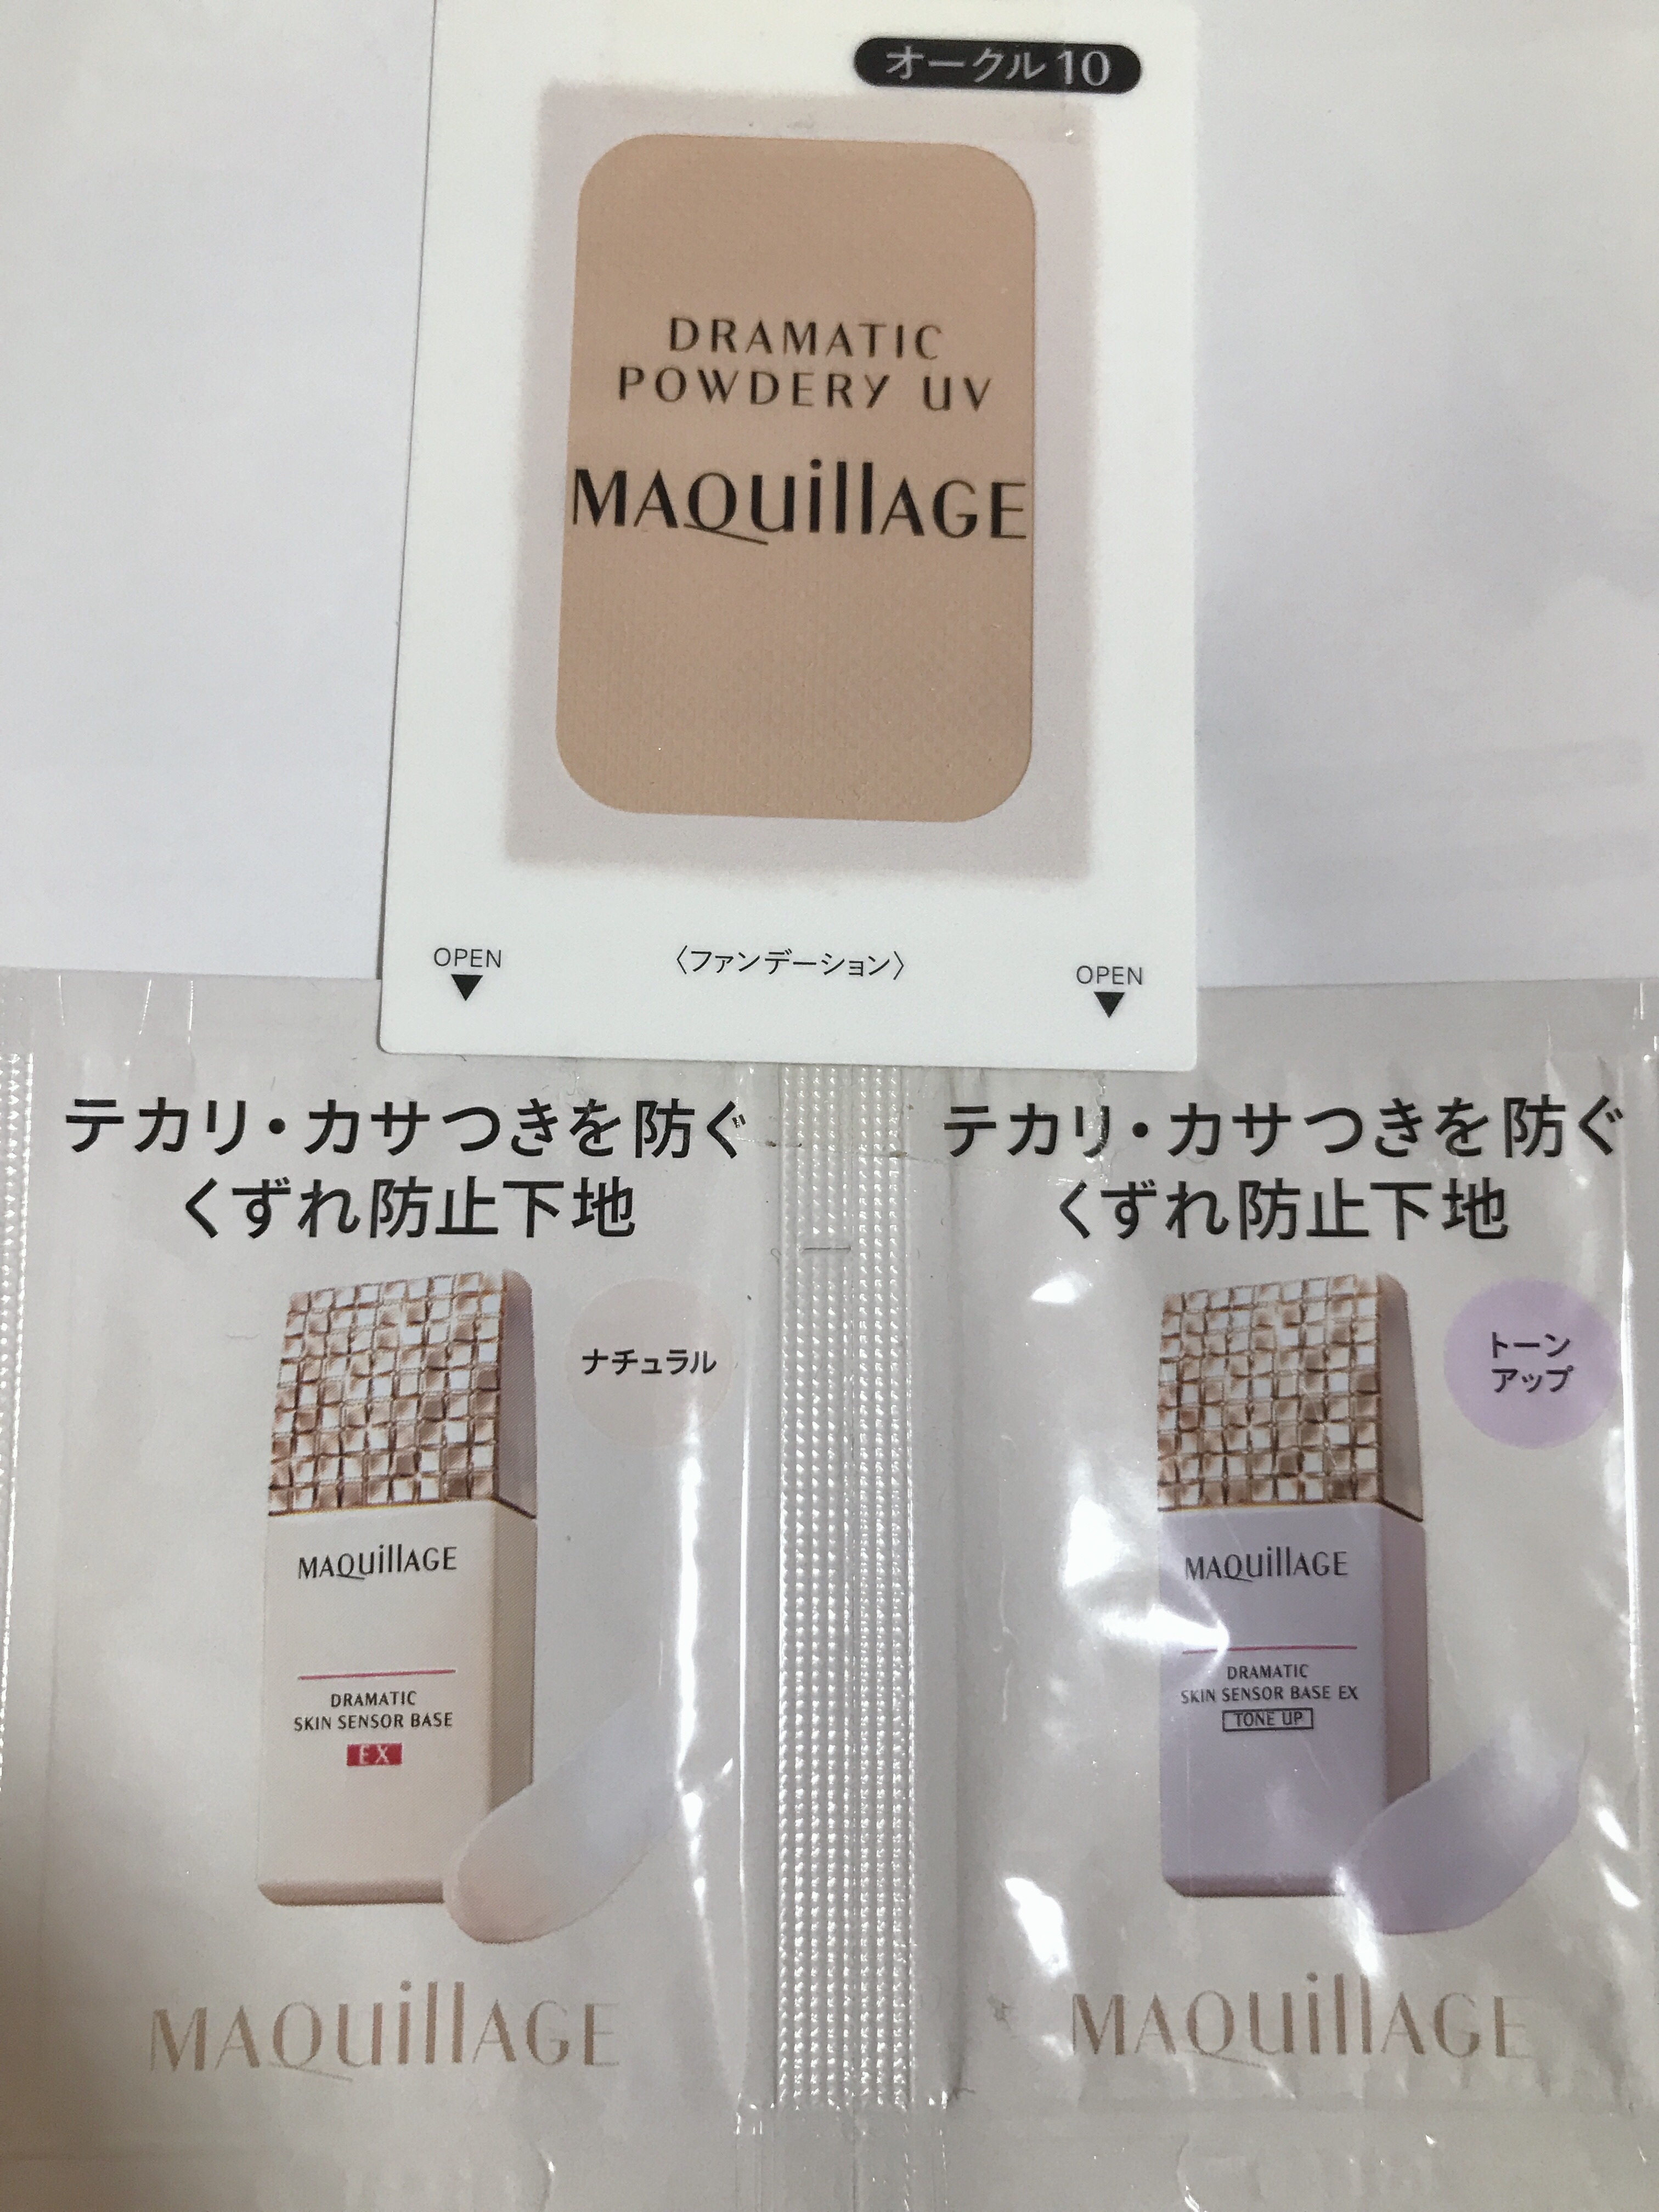 オークル10
DRAMATIC
POWDERY UV
MAQuillAGE
OPEN
〈ファンデーション〉
OPEN
テカリ・カサつきを防ぐ
くずれ防止下地
ナチュラル
MAQuillAGE
DRAMATIC
SKIN SENSOR BASE
EX
MAQuillAGE
テカリ・カサつきを防ぐ
くずれ防止下地
トーン
アップ
MAQuillAGE
DRAMATIC
SKIN SENSOR BASE EX
TONE UP
MAQuillAGE